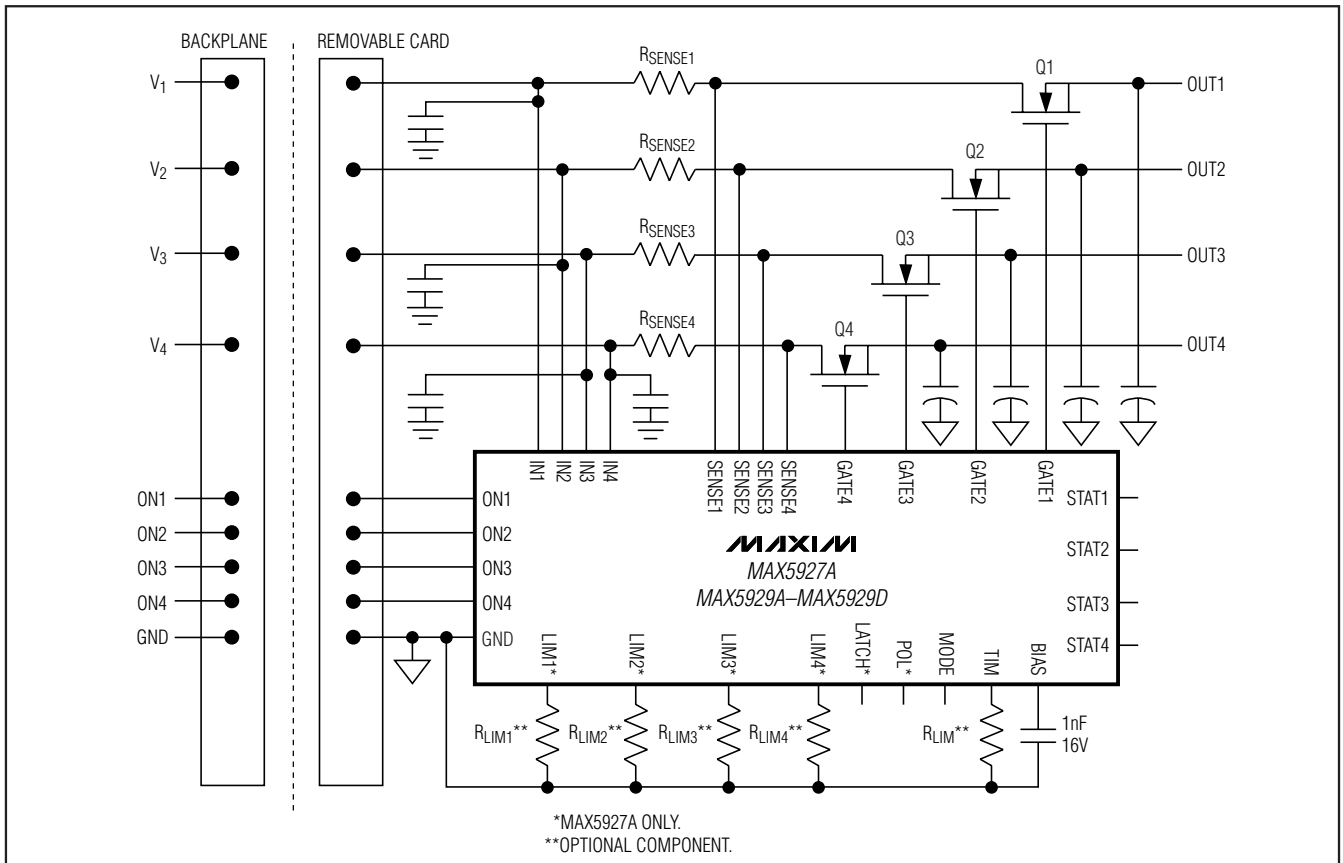 BACKPLANE
REMOVABLE CARD
RSENSE1
Q1
V1
OUT1
RSENSE2
Q2
V2
OUT2
RSENSE3
Q3
V3
OUT3
RSENSE4
Q4
V4
OUT4
IN1
IN2
IN3
IN4
SENSE1
SENSE2
SENSE3
SENSE4
GATE4
GATE3
GATE2
GATE1
ON1
ON1
STAT1
ON2
ON2
STAT2
ON3
ON3
STAT3
ON4
ON4
STAT4
GND
GND
MAXIM
MAX5927A
MAX5929A–MAX5929D
LIM1*
LIM2*
LIM3*
LIM4*
LATCH*
POL*
MODE
TIM
BIAS
RLIM1**
RLIM2**
RLIM3**
RLIM4**
RLIM**
1nF
16V
*MAX5927A ONLY.
**OPTIONAL COMPONENT.